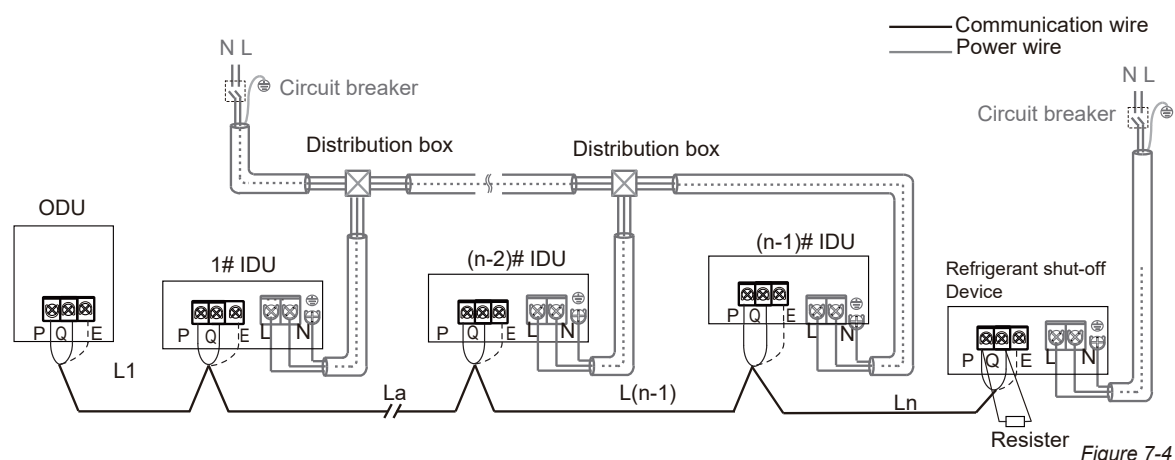 Communication wire
Power wire
N L
Circuit breaker
N L
Circuit breaker
Distribution box
Distribution box
ODU
1# IDU
(n-2)# IDU
(n-1)# IDU
Refrigerant shut-off
Device
P Q E
P Q E L N
P Q E L N
P Q E L N
P Q E L N
L1
La
L(n-1)
Ln
Resister
Figure 7-4